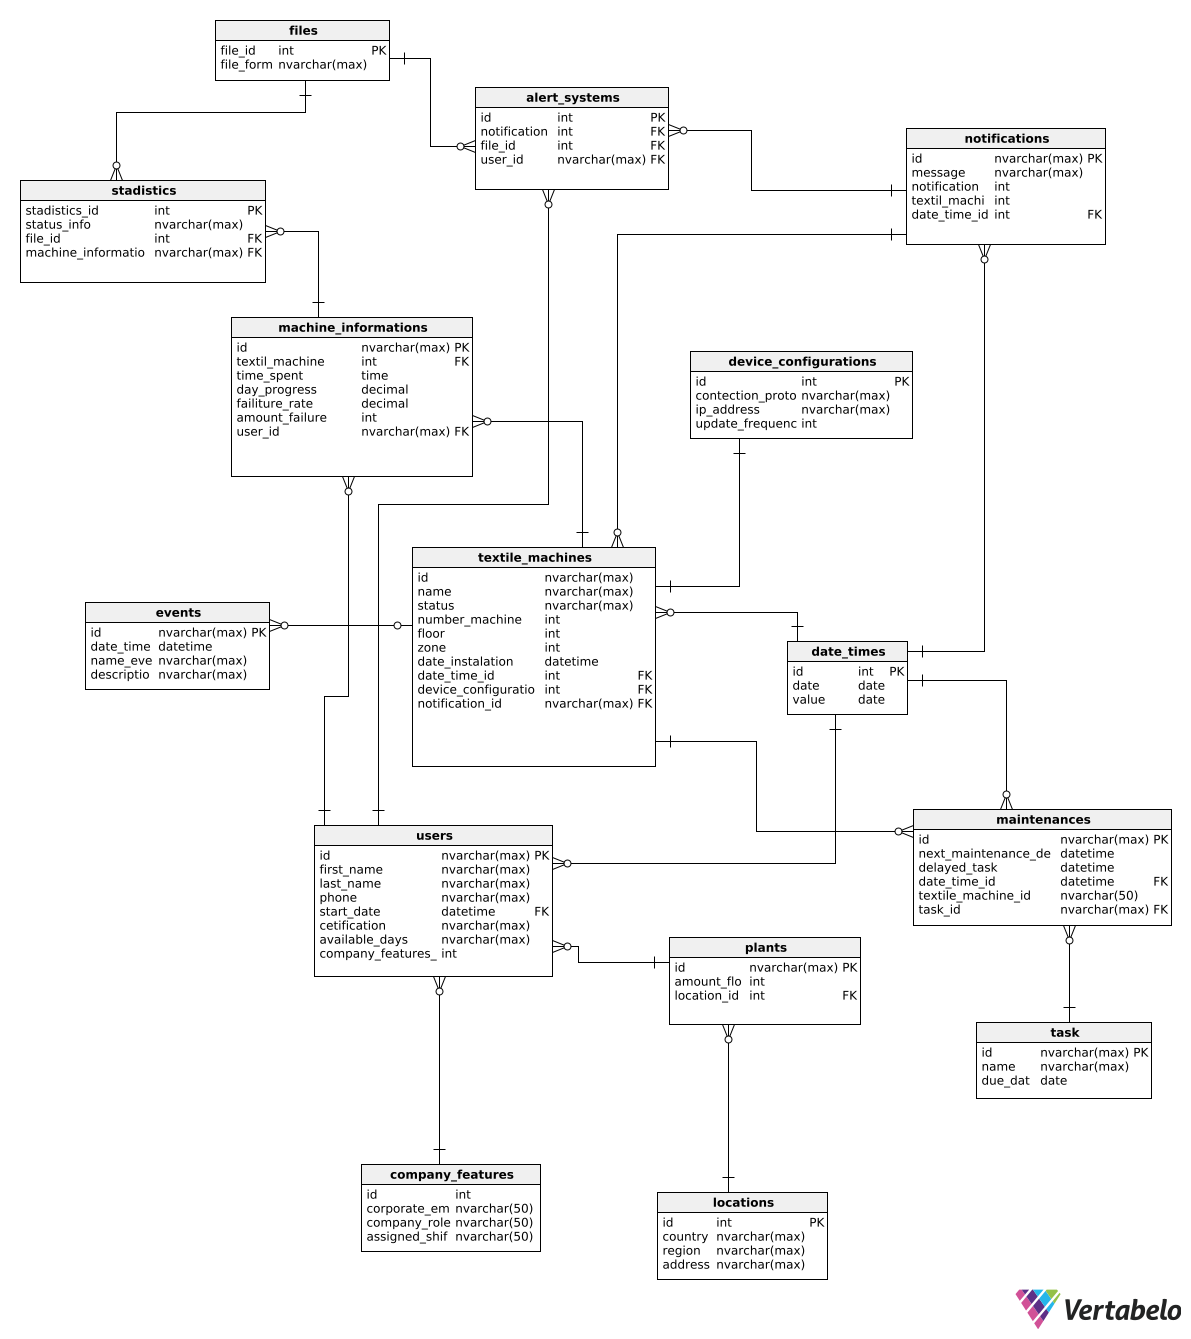 files
file_id int PK
file_form nvarchar(max)
alert_systems
id int PK
notification int FK
file_id int FK
user_id nvarchar(max) FK
notifications
id nvarchar(max) PK
message nvarchar(max)
notification int
textil_machi int
date_time_id int FK
stadistics
stadistics_id int PK
status_info nvarchar(max)
file_id int FK
machine_informatio nvarchar(max) FK
machine_informations
id nvarchar(max) PK
textil_machine int FK
time_spent time
day_progress decimal
failiture_rate decimal
amount_failure int
user_id nvarchar(max) FK
device_configurations
id int PK
contection_proto nvarchar(max)
ip_address nvarchar(max)
update_frequenc int
textile_machines
id nvarchar(max)
name nvarchar(max)
status nvarchar(max)
number_machine int
floor int
zone int
date_instalation datetime
date_time_id int FK
device_configuratio int FK
notification_id nvarchar(max) FK
events
id nvarchar(max) PK
date_time datetime
name_eve nvarchar(max)
descriptio nvarchar(max)
date_times
id int PK
date date
value date
users
id nvarchar(max) PK
first_name nvarchar(max)
last_name nvarchar(max)
phone nvarchar(max)
start_date datetime FK
cetification nvarchar(max)
available_days nvarchar(max)
company_features_ int
maintenances
id nvarchar(max) PK
next_maintenance_de datetime
delayed_task datetime
date_time_id datetime FK
textile_machine_id nvarchar(50)
task_id nvarchar(max) FK
plants
id nvarchar(max) PK
amount_flo int
location_id int FK
task
id nvarchar(max) PK
name nvarchar(max)
due_dat date
company_features
id int
corporate_em nvarchar(50)
company_role nvarchar(50)
assigned_shif nvarchar(50)
locations
id int PK
country nvarchar(max)
region nvarchar(max)
address nvarchar(max)
Vertabelo